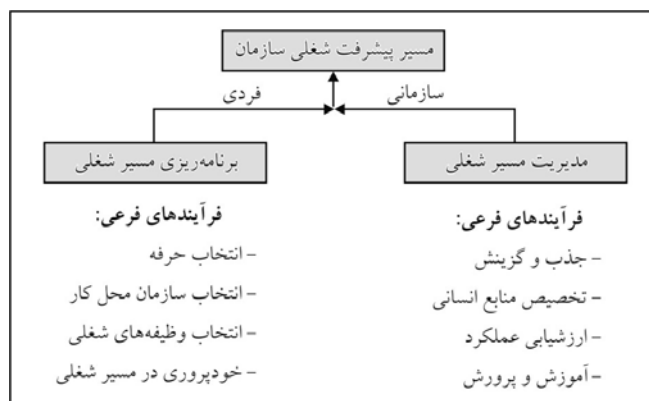 مسیر پیشرفت شغلی سازمان
سازمانی
فردی
مدیریت مسیر شغلی
فرآیندهای فرعی:
- جذب و گزینش
- تخصیص منابع انسانی
- ارزشیابی عملکرد
- آموزش و پرورش
برنامه‌ریزی مسیر شغلی
فرآیندهای فرعی:
- انتخاب حرفه
- انتخاب سازمان محل کار
- انتخاب وظیفه‌های شغلی
- خودپروری در مسیر شغلی